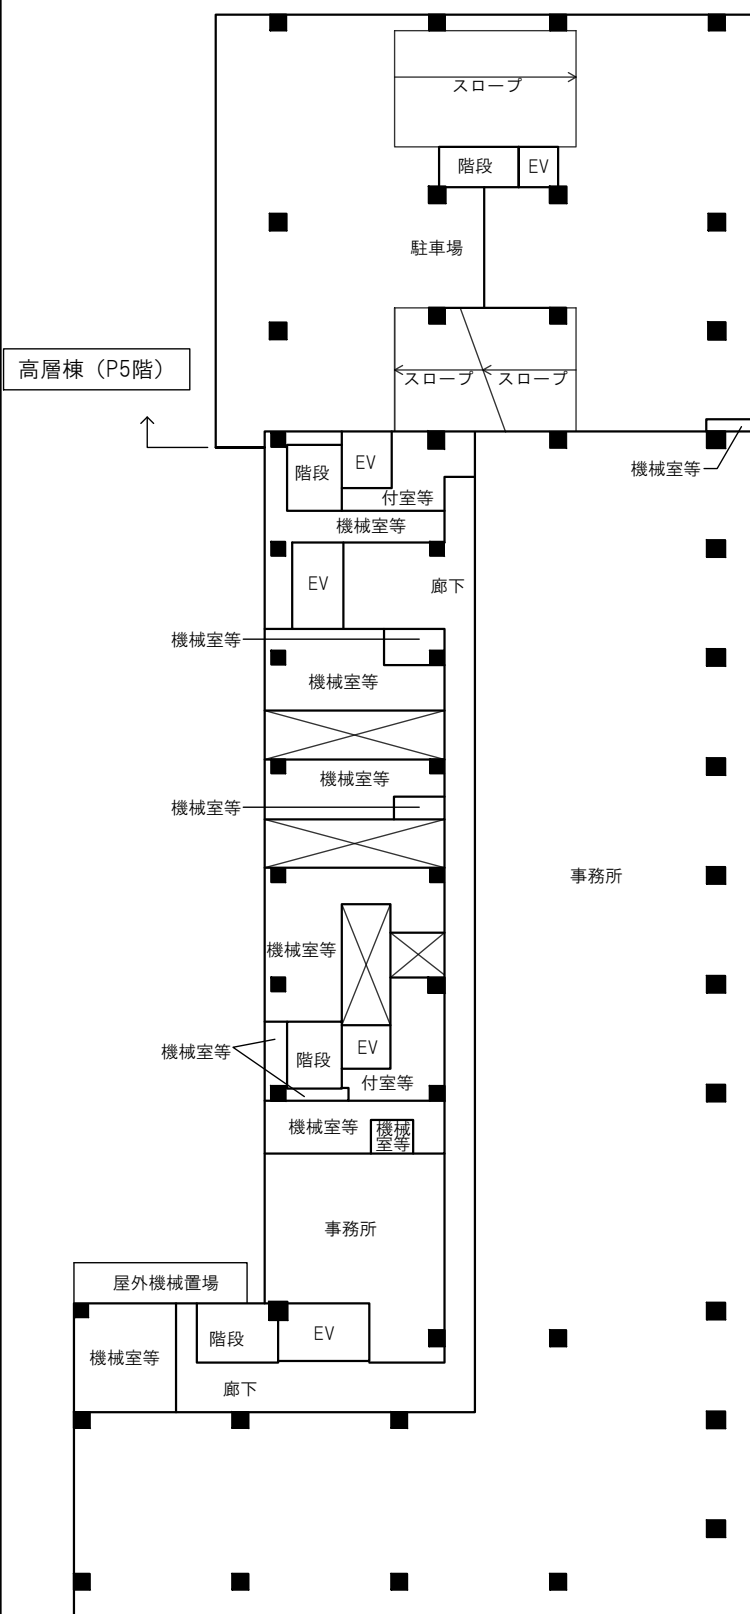 スロープ
階段
EV
駐車場
高層棟（P5階）
スロープ
スロープ
機械室等
階段
EV
付室等
機械室等
EV
廊下
機械室等
機械室等
機械室等
機械室等
事務所
機械室等
機械室等
階段
EV
付室等
機械室等
機械
室等
事務所
屋外機械置場
機械室等
階段
EV
廊下